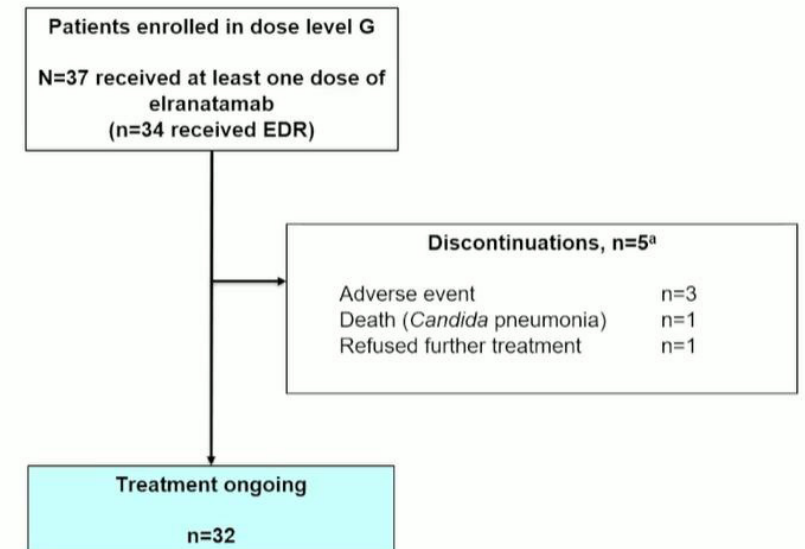 Patients enrolled in dose level G
N=37 received at least one dose of
elranatamab
(n=34 received EDR)
Discontinuations, n=5ᵃ
Adverse event n=3
Death (Candida pneumonia) n=1
Refused further treatment n=1
Treatment ongoing
n=32